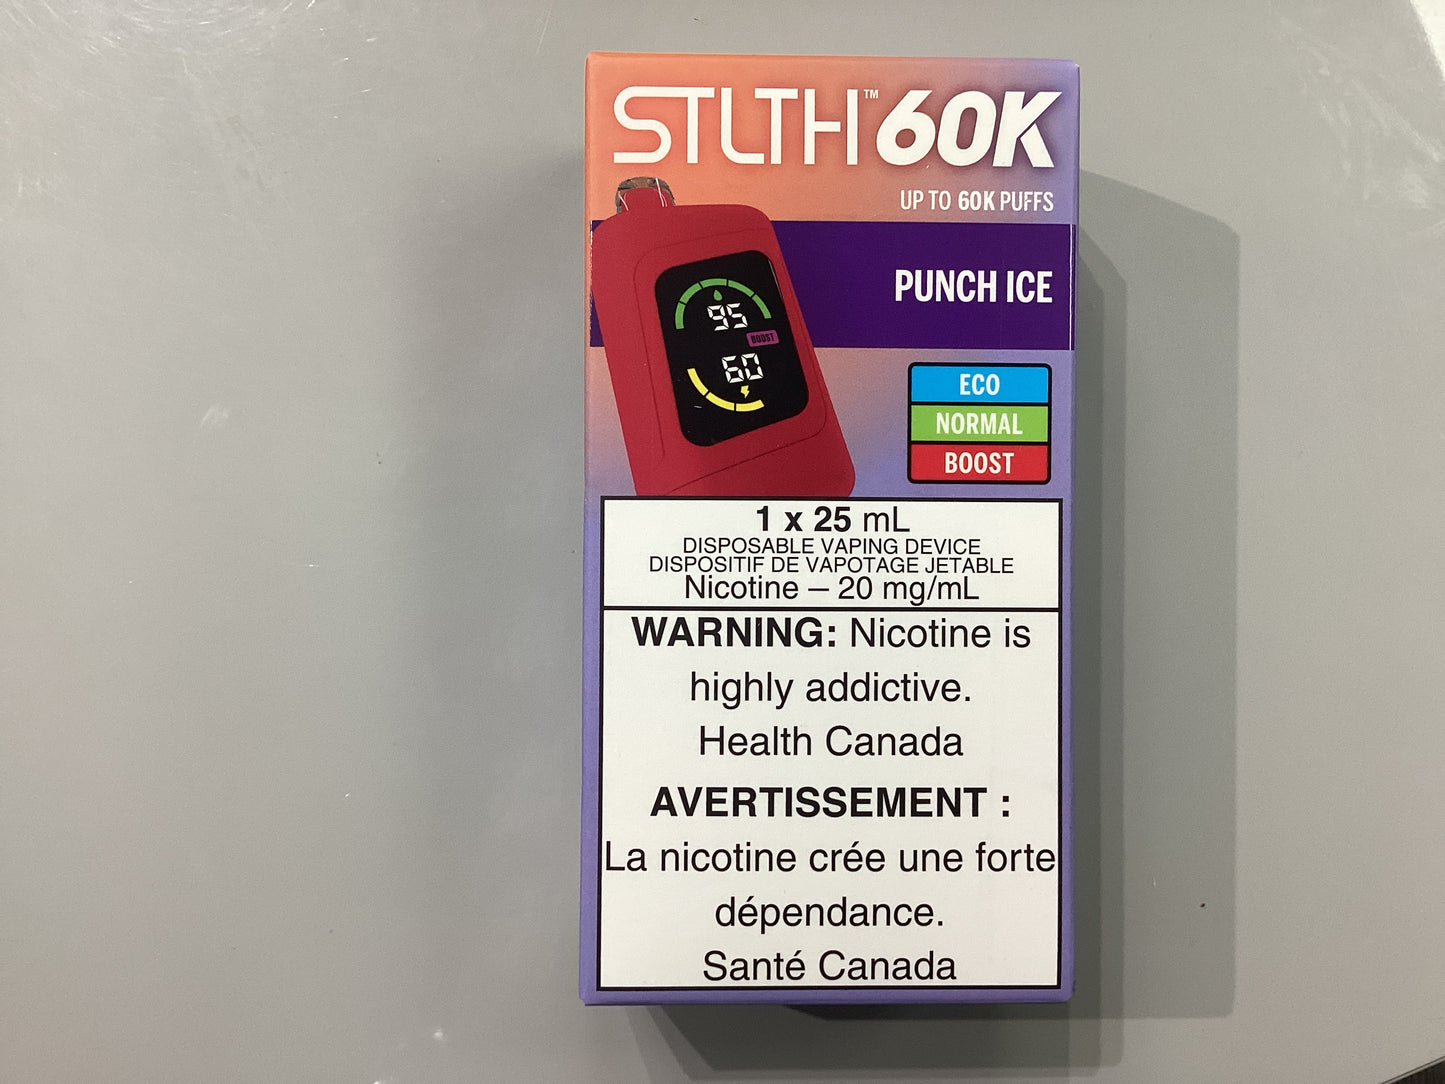 STLTH™ 60K
UP TO 60K PUFFS
PUNCH ICE
95
BOOST
60
ECO
NORMAL
BOOST
1 x 25 mL
DISPOSABLE VAPING DEVICE
DISPOSITIF DE VAPOTAGE JETABLE
Nicotine – 20 mg/mL
WARNING: Nicotine is
highly addictive.
Health Canada
AVERTISSEMENT :
La nicotine crée une forte
dépendance.
Santé Canada